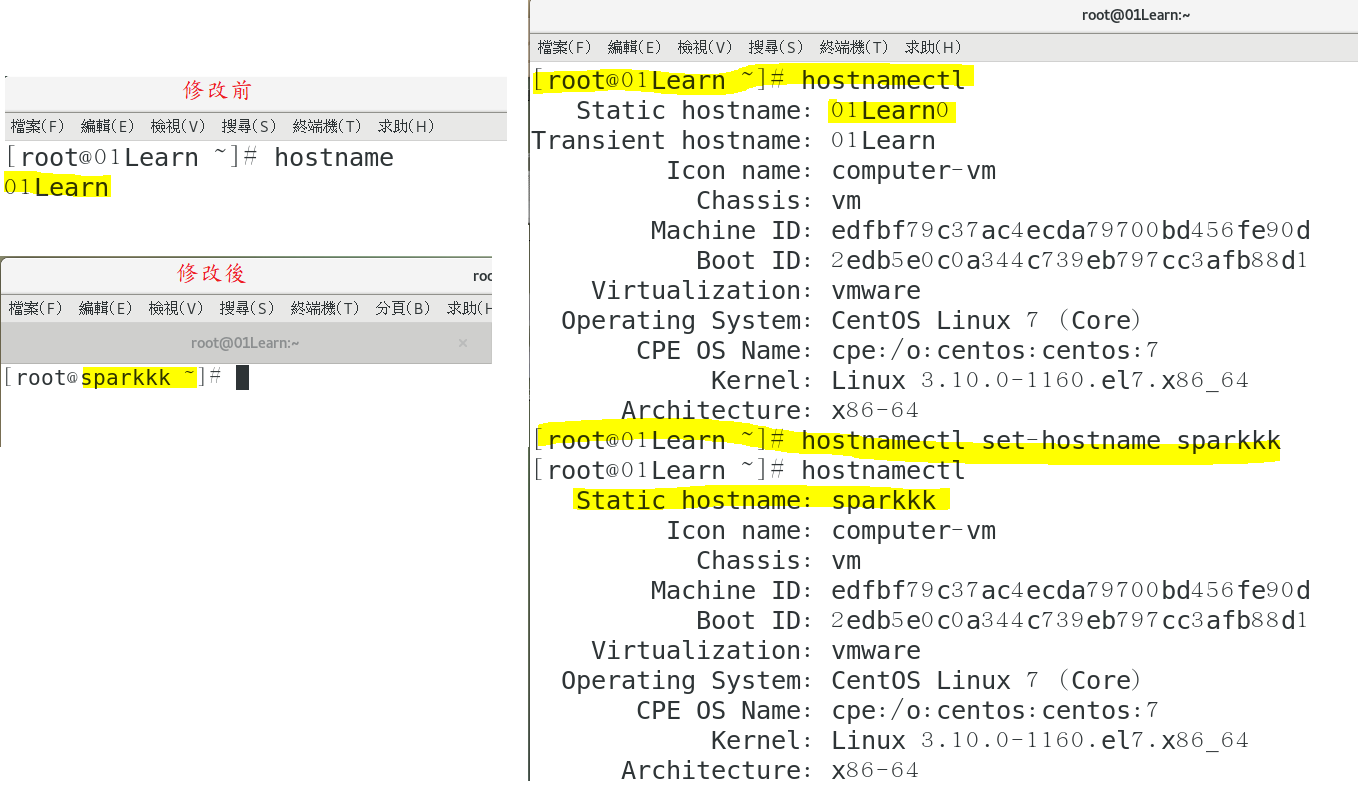 修改前
檔案(F) 編輯(E) 檢視(V) 搜尋(S) 終端機(T) 求助(H)
[root@01Learn ~]# hostname
01Learn
修改後
檔案(F) 編輯(E) 檢視(V) 搜尋(S) 終端機(T) 分頁(B)
root@01Learn:~ ×
[root@sparkkk ~]#
root@01Learn:~
檔案(F) 編輯(E) 檢視(V) 搜尋(S) 終端機(T) 求助(H)
[root@01Learn ~]# hostnamectl
Static hostname: 01Learn0
Transient hostname: 01Learn
Icon name: computer-vm
Chassis: vm
Machine ID: edfbf79c37ac4ecda79700bd456fe90d
Boot ID: 2edb5e0c0a344c739eb797cc3afb88d1
Virtualization: vmware
Operating System: CentOS Linux 7 (Core)
CPE OS Name: cpe:/o:centos:centos:7
Kernel: Linux 3.10.0-1160.el7.x86_64
Architecture: x86-64
[root@01Learn ~]# hostnamectl set-hostname sparkkk
[root@01Learn ~]# hostnamectl
Static hostname: sparkkk
Icon name: computer-vm
Chassis: vm
Machine ID: edfbf79c37ac4ecda79700bd456fe90d
Boot ID: 2edb5e0c0a344c739eb797cc3afb88d1
Virtualization: vmware
Operating System: CentOS Linux 7 (Core)
CPE OS Name: cpe:/o:centos:centos:7
Kernel: Linux 3.10.0-1160.el7.x86_64
Architecture: x86-64